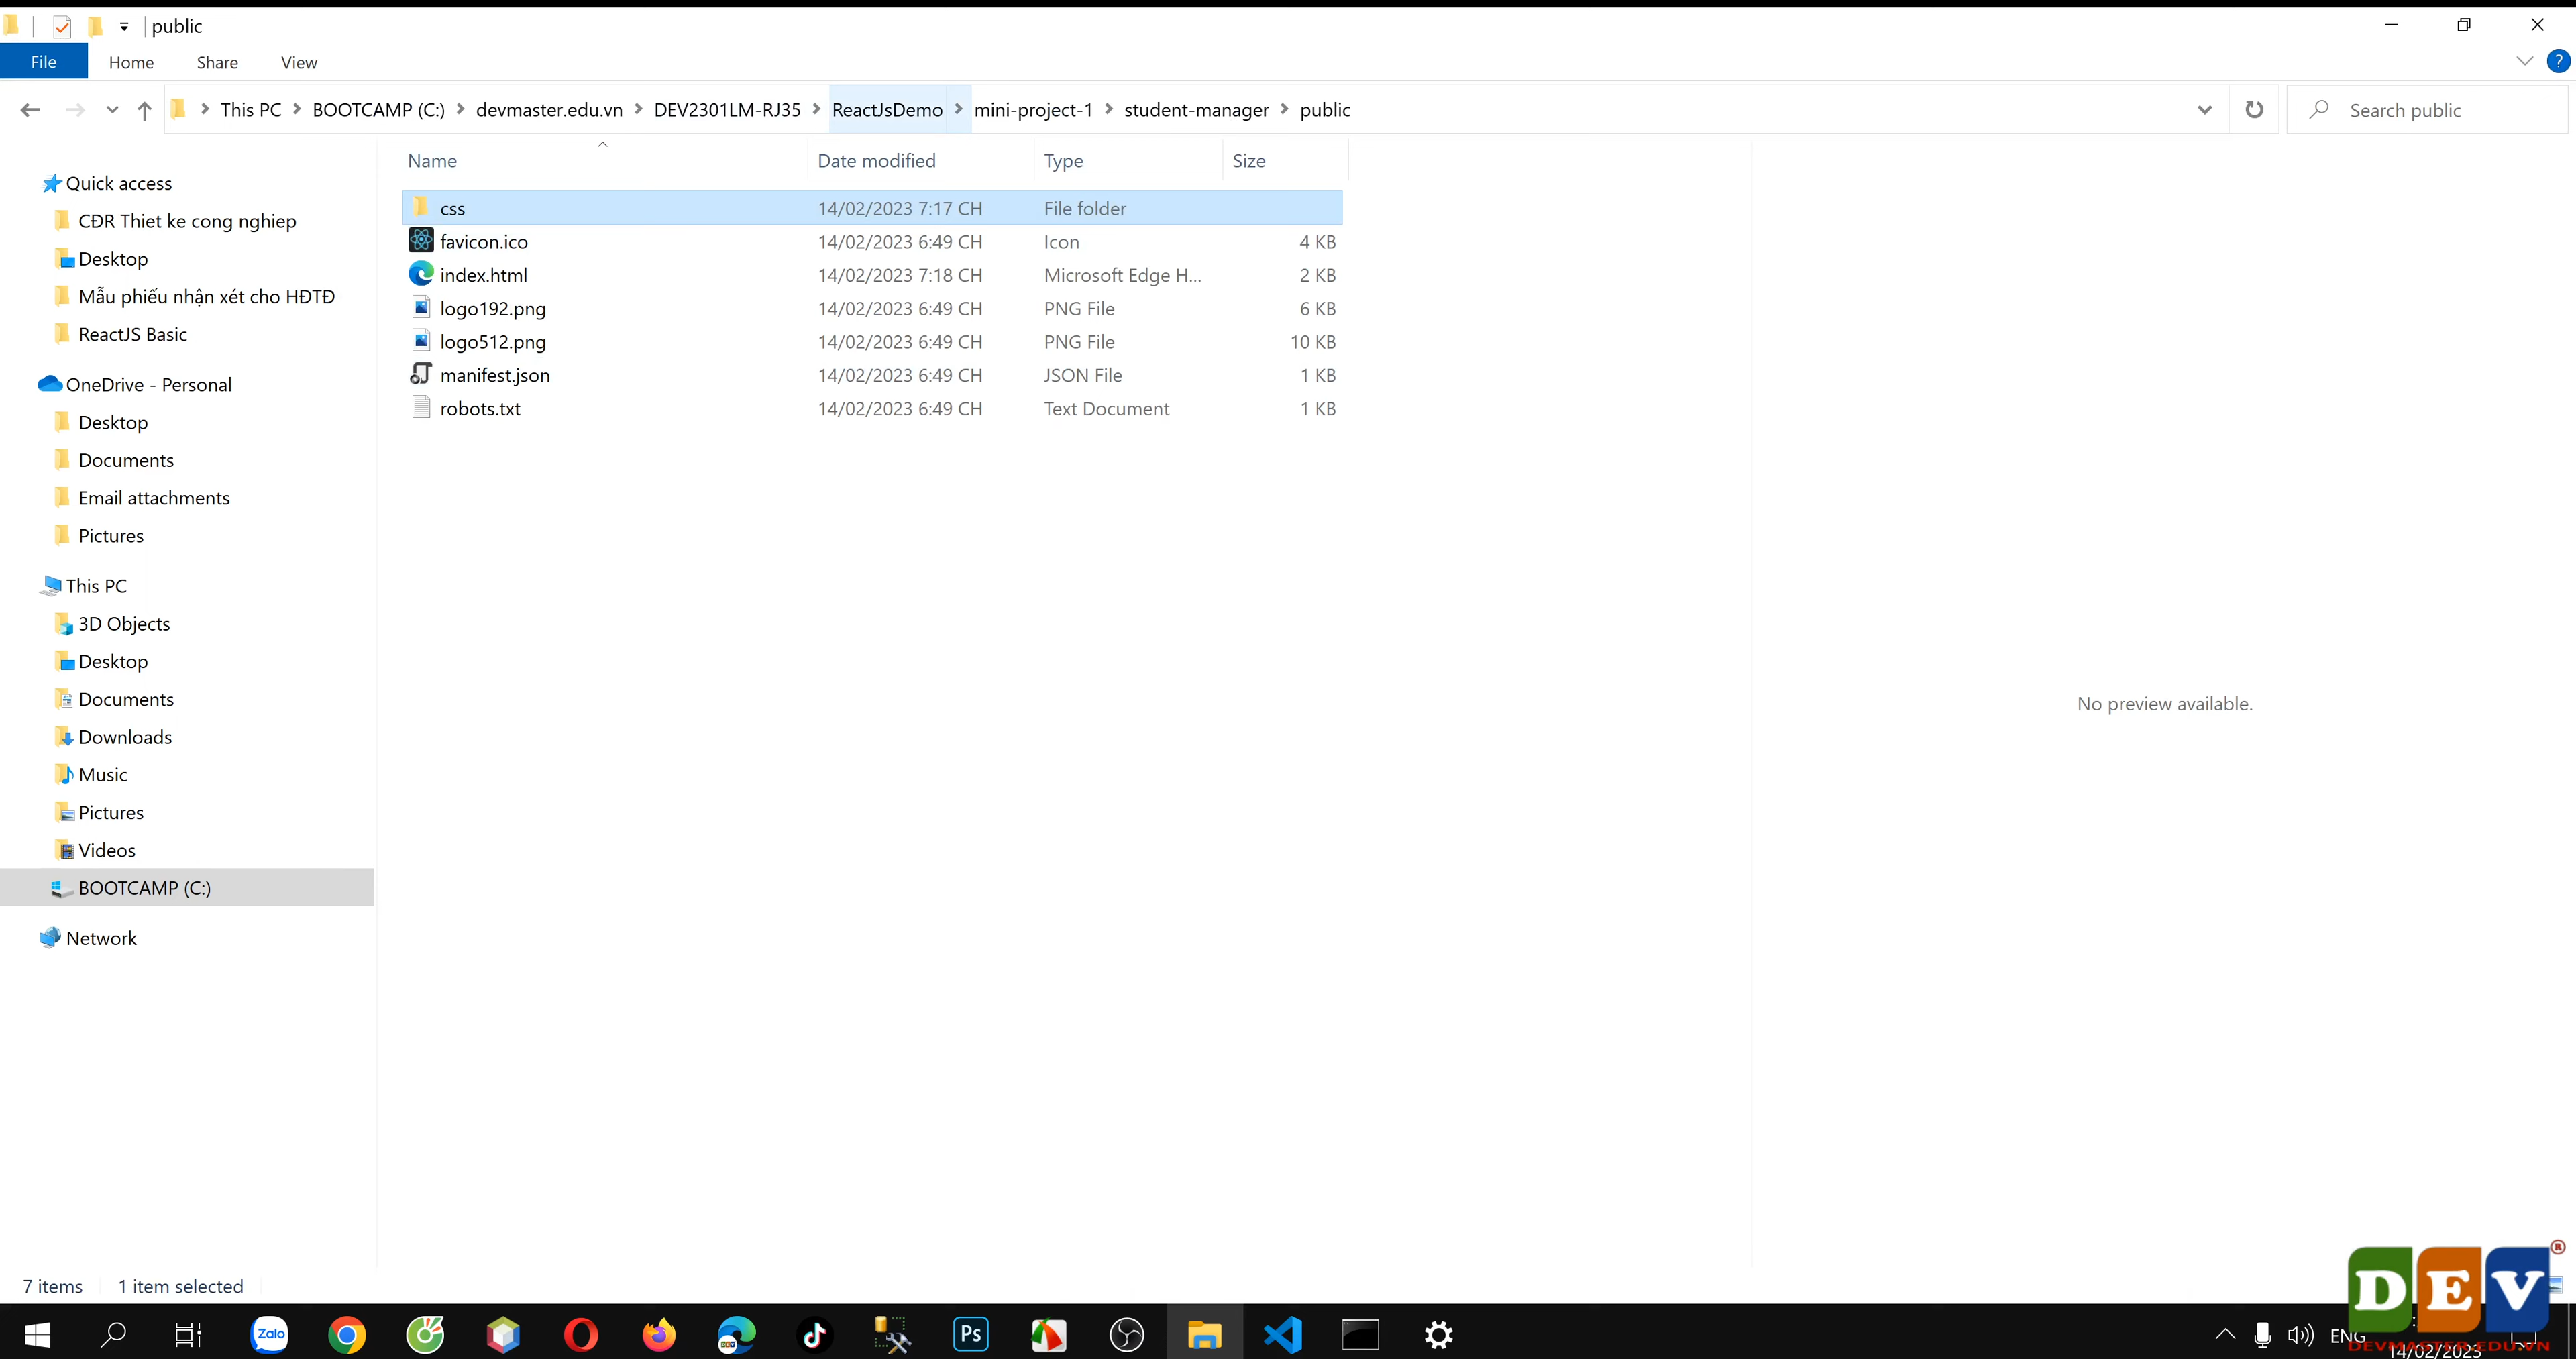 public
File Home Share View
This PC BOOTCAMP (C:) devmaster.edu.vn DEV2301LM-RJ35 ReactJsDemo mini-project-1 student-manager public Search public
Name Date modified Type Size
css 14/02/2023 7:17 CH File folder
favicon.ico 14/02/2023 6:49 CH Icon 4 KB
index.html 14/02/2023 7:18 CH Microsoft Edge H... 2 KB
logo192.png 14/02/2023 6:49 CH PNG File 6 KB
logo512.png 14/02/2023 6:49 CH PNG File 10 KB
manifest.json 14/02/2023 6:49 CH JSON File 1 KB
robots.txt 14/02/2023 6:49 CH Text Document 1 KB
Quick access
CĐR Thiet ke cong nghiep
Desktop
Mẫu phiếu nhận xét cho HĐTĐ
ReactJS Basic
OneDrive - Personal
Desktop
Documents
Email attachments
Pictures
This PC
3D Objects
Desktop
Documents
Downloads
Music
Pictures
Videos
BOOTCAMP (C:)
Network
No preview available.
7 items 1 item selected
Zalo
Ps
ENG
14/02/2023
DEV
DEVMASTER.EDU.VN